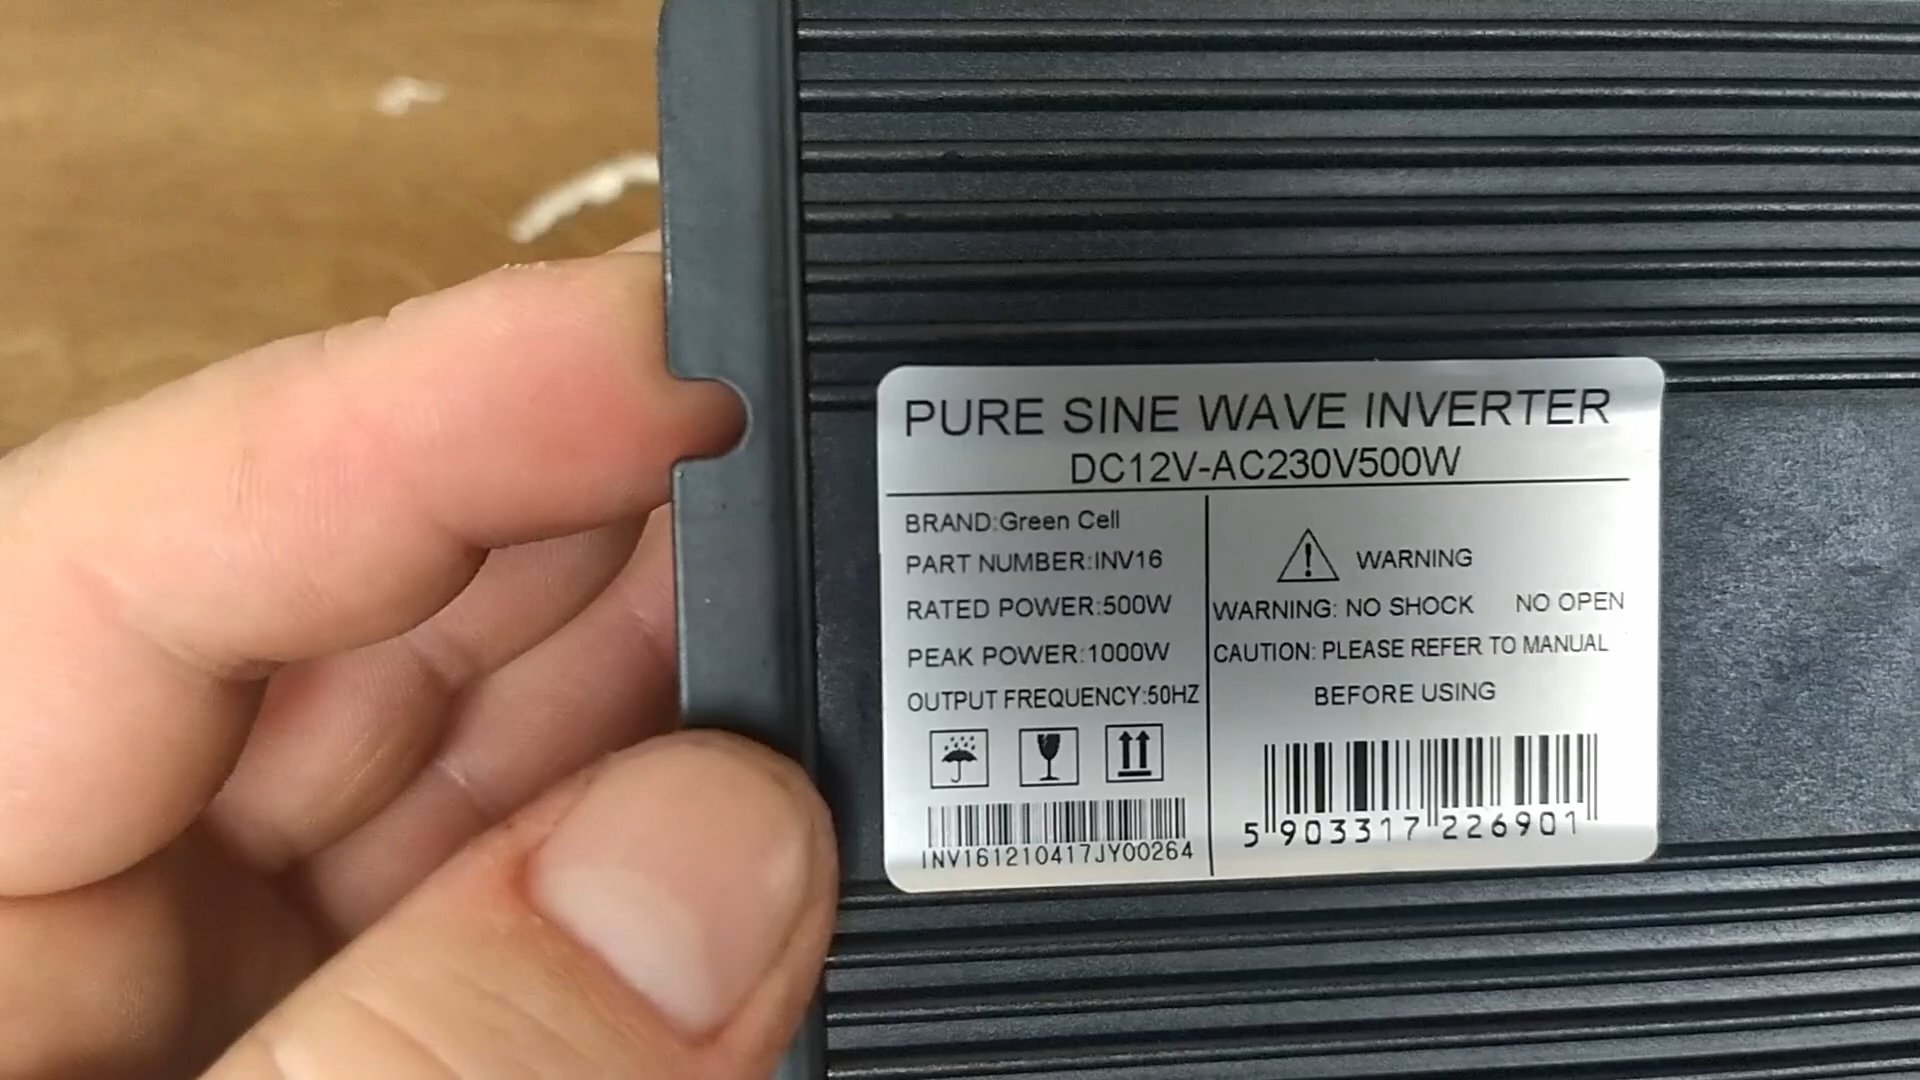 PURE SINE WAVE INVERTER
DC12V-AC230V500W
BRAND:Green Cell
PART NUMBER:INV16
RATED POWER:500W
PEAK POWER:1000W
OUTPUT FREQUENCY:50HZ
INV161210417JY00264
WARNING
WARNING: NO SHOCK NO OPEN
CAUTION: PLEASE REFER TO MANUAL
BEFORE USING
5 903317 226901